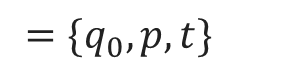 = {q₀, p, t}